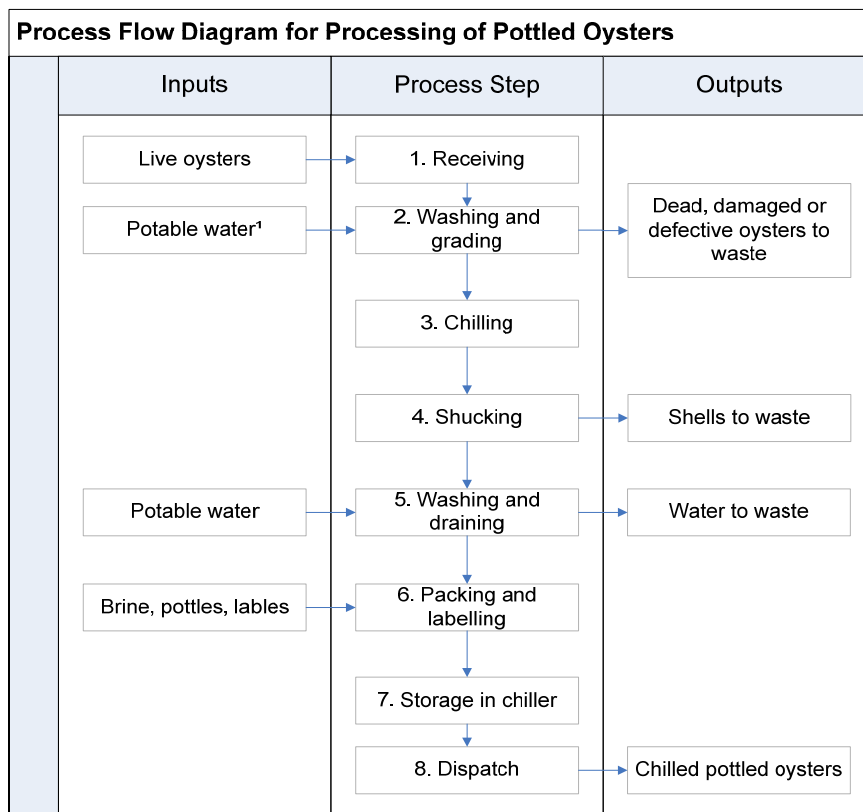 Process Flow Diagram for Processing of Pottled Oysters
Inputs
Process Step
Outputs
Live oysters
1. Receiving
Potable water¹
2. Washing and
grading
Dead, damaged or
defective oysters to
waste
3. Chilling
4. Shucking
Shells to waste
Potable water
5. Washing and
draining
Water to waste
Brine, pottles, lables
6. Packing and
labelling
7. Storage in chiller
8. Dispatch
Chilled pottled oysters